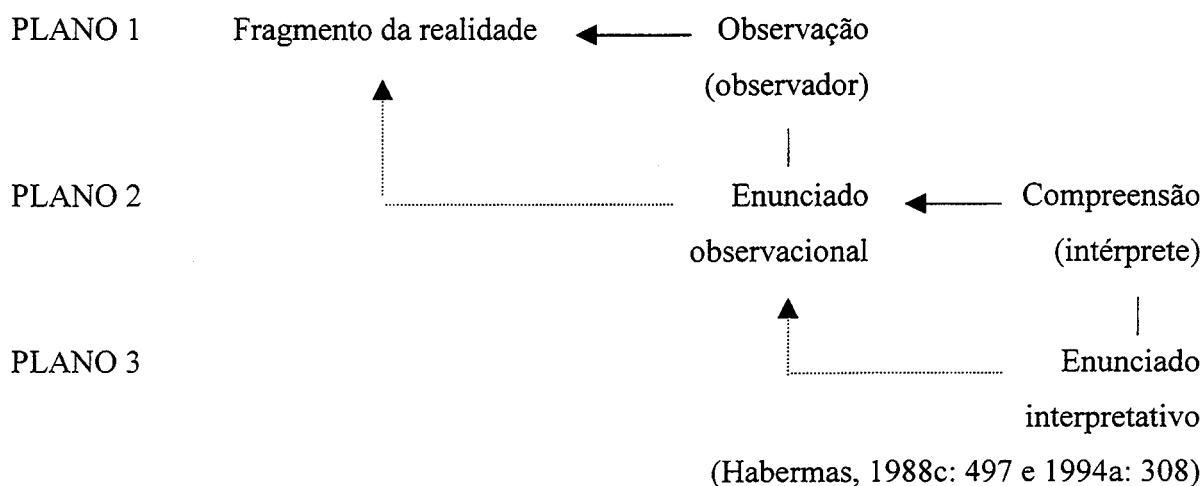 PLANO 1 Fragmento da realidade Observação
(observador)
PLANO 2 Enunciado Compreensão
observacional (intérprete)
PLANO 3 Enunciado
interpretativo
(Habermas, 1988c: 497 e 1994a: 308)